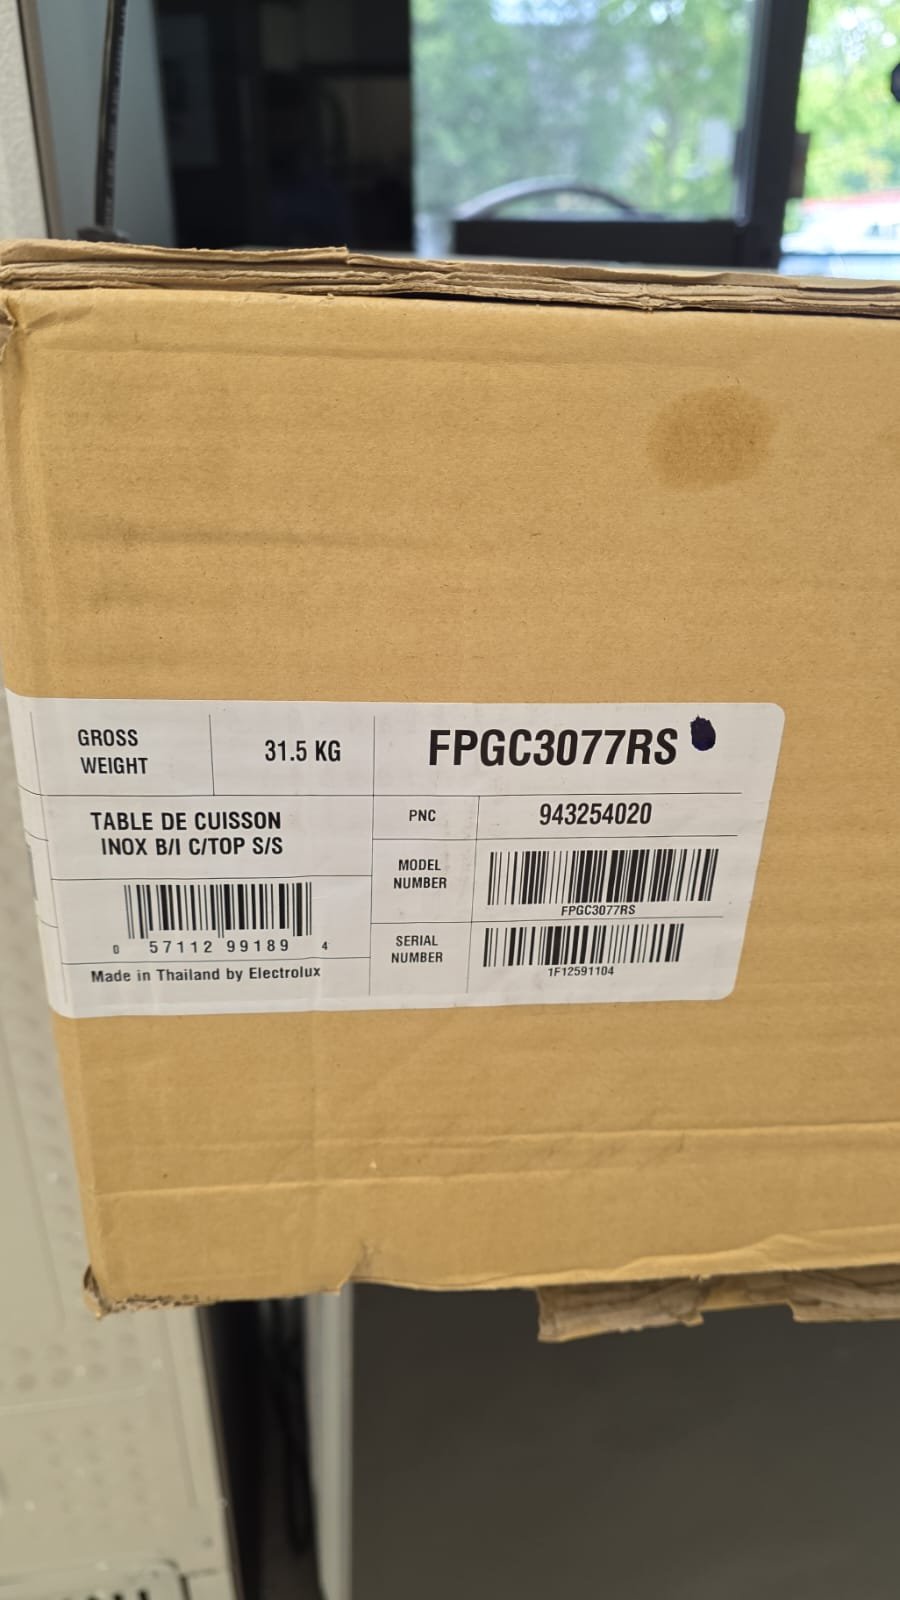 GROSS
WEIGHT
31.5 KG
FPGC3077RS
TABLE DE CUISSON
INOX B/I C/TOP S/S
PNC
943254020
MODEL
NUMBER
FPGC3077RS
0 57112 99189 4
SERIAL
NUMBER
1F12591104
Made in Thailand by Electrolux